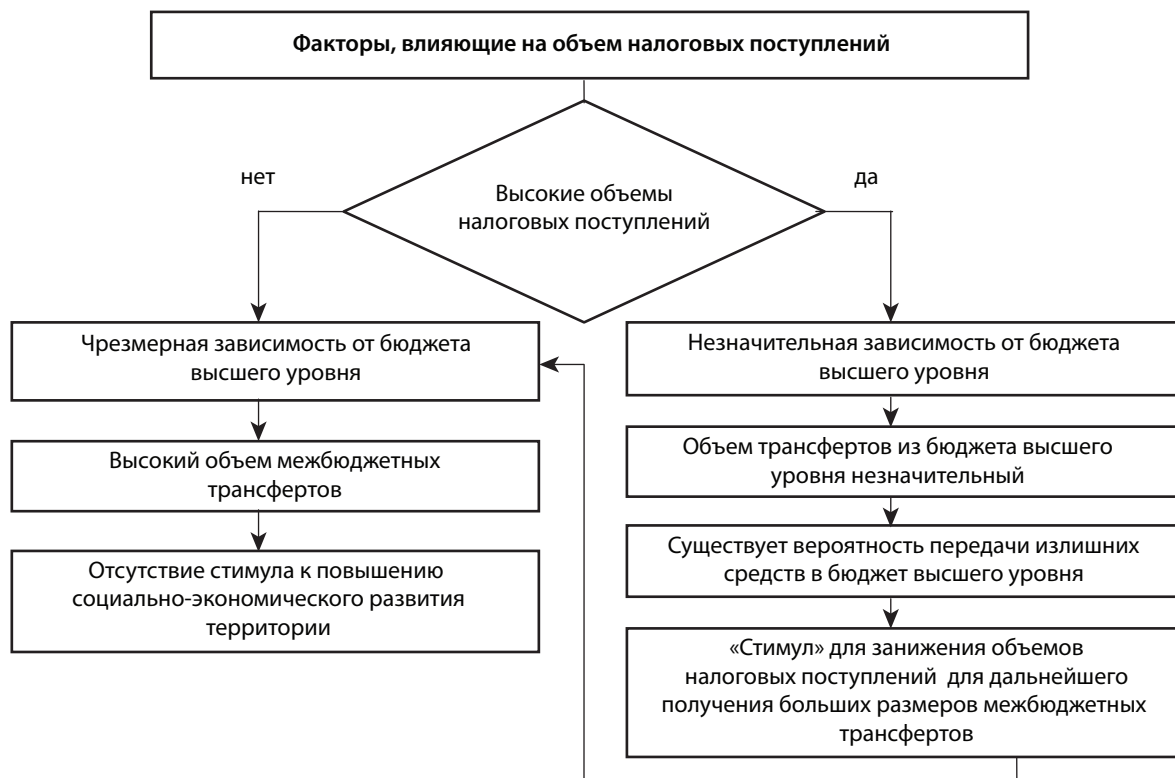 Факторы, влияющие на объем налоговых поступлений
нет
да
Высокие объемы
налоговых поступлений
Чрезмерная зависимость от бюджета
высшего уровня
Высокий объем межбюджетных
трансфертов
Отсутствие стимула к повышению
социально-экономического развития
территории
Незначительная зависимость от бюджета
высшего уровня
Объем трансфертов из бюджета высшего
уровня незначительный
Существует вероятность передачи излишних
средств в бюджет высшего уровня
«Стимул» для занижения объемов
налоговых поступлений для дальнейшего
получения больших размеров межбюджетных
трансфертов